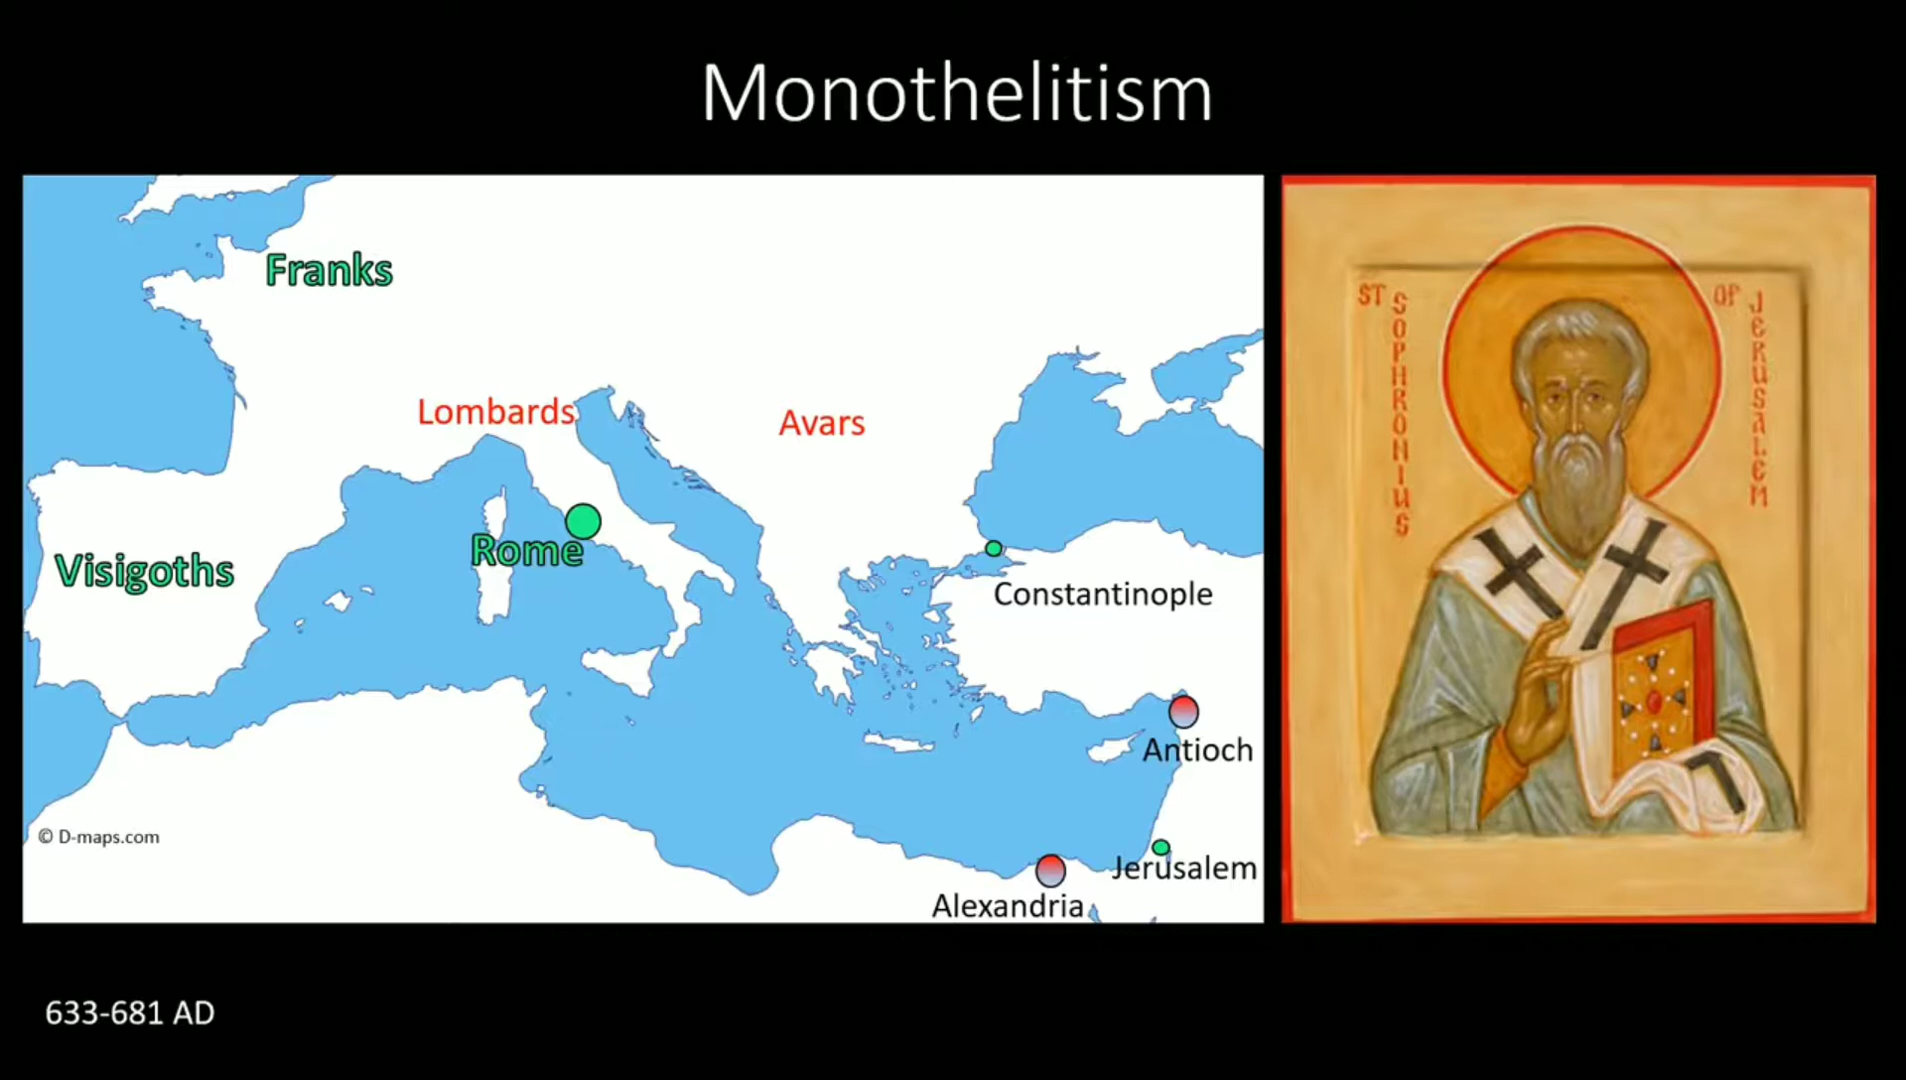 Monothelitism
Franks
Lombards
Avars
Visigoths
Rome
Constantinople
Antioch
Jerusalem
Alexandria
© D-maps.com
ST SOPHRONIUS
OF JERUSALEM
633-681 AD